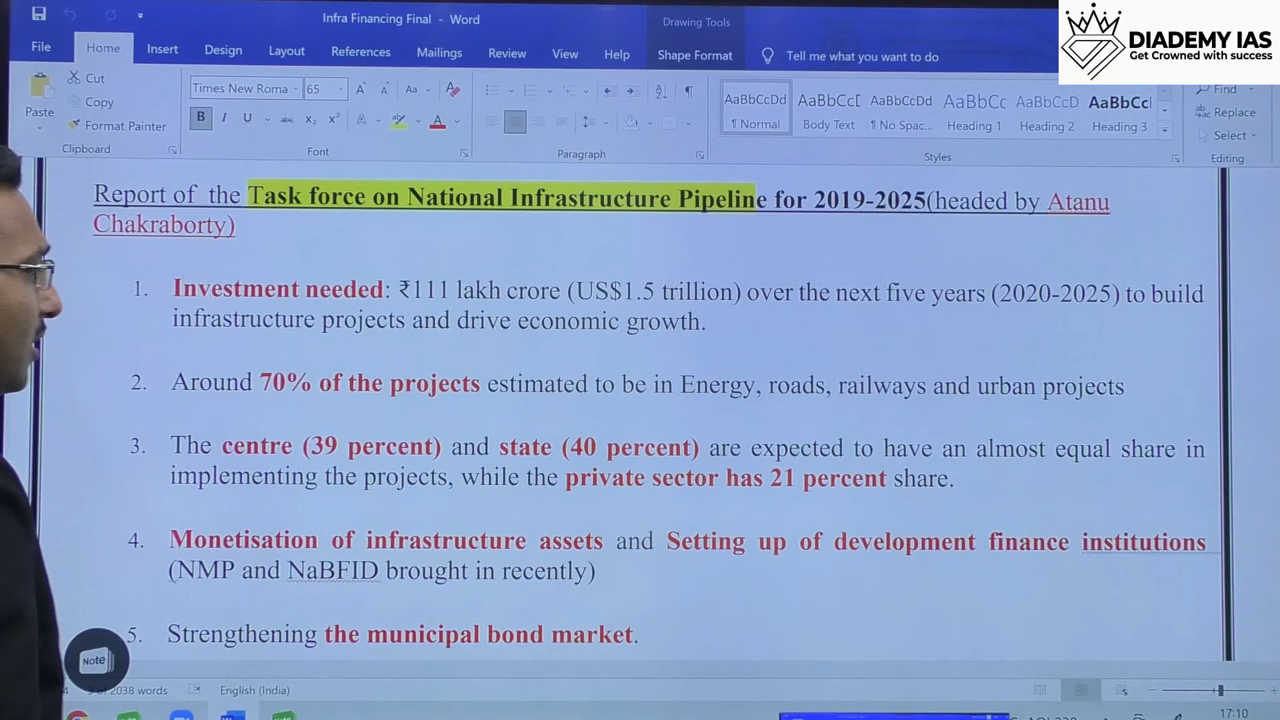 Infra Financing Final - Word
Drawing Tools
DIADEMY IAS
Get Crowned with success
File Home Insert Design Layout References Mailings Review View Help Shape Format Tell me what you want to do
Paste
Cut
Copy
Format Painter
Clipboard
Times New Roma 65
Aa
B I U abc X₂ X² A A
Font
Paragraph
AaBbCcDd AaBbCcD AaBbCcDd AaBbCc AaBbCcD AaBbCcl
¶ Normal Body Text ¶ No Spac... Heading 1 Heading 2 Heading 3
Styles
Find
Replace
Select
Editing
Report of the Task force on National Infrastructure Pipeline for 2019-2025(headed by Atanu
Chakraborty)
1. Investment needed: ₹111 lakh crore (US$1.5 trillion) over the next five years (2020-2025) to build
infrastructure projects and drive economic growth.
2. Around 70% of the projects estimated to be in Energy, roads, railways and urban projects
3. The centre (39 percent) and state (40 percent) are expected to have an almost equal share in
implementing the projects, while the private sector has 21 percent share.
4. Monetisation of infrastructure assets and Setting up of development finance institutions
(NMP and NaBFID brought in recently)
5. Strengthening the municipal bond market.
Note
2038 words English (India)
17:10